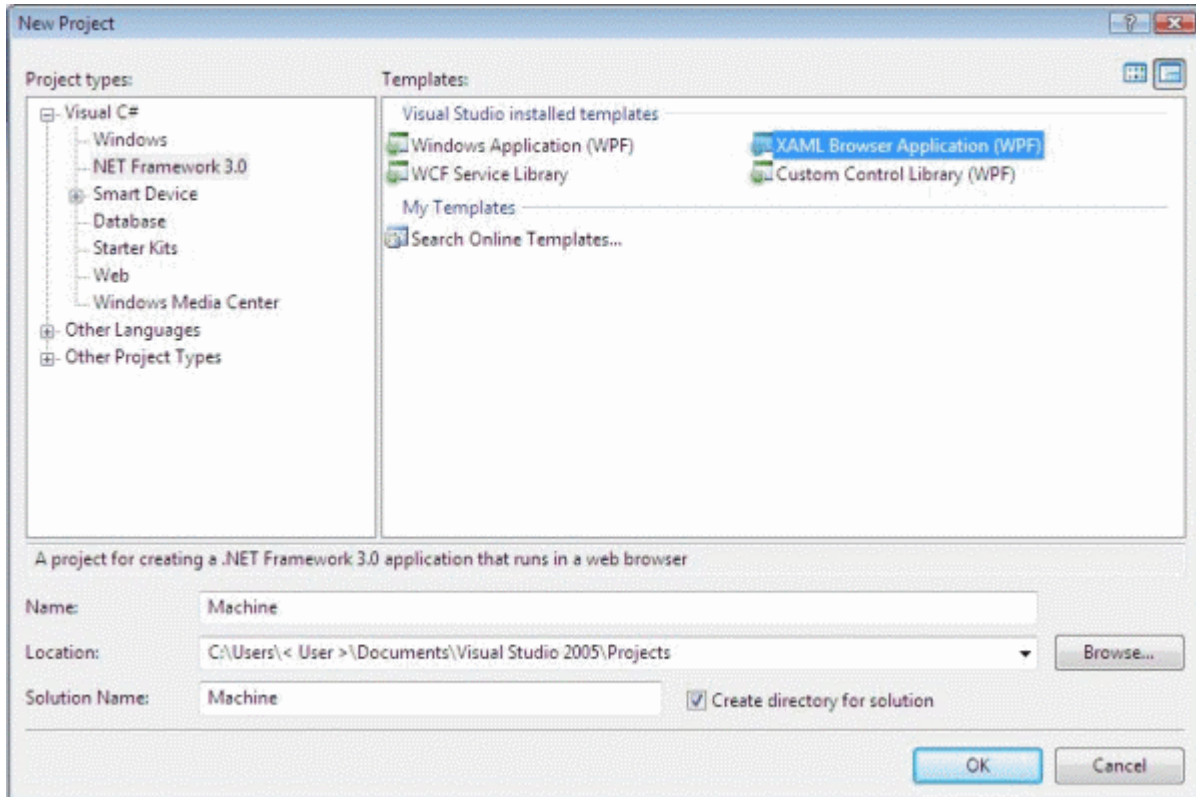 New Project
Project types:
Templates:
Visual C#
Windows
NET Framework 3.0
Smart Device
Database
Starter Kits
Web
Windows Media Center
Other Languages
Other Project Types
Visual Studio installed templates
Windows Application (WPF)
XAML Browser Application (WPF)
WCF Service Library
Custom Control Library (WPF)
My Templates
Search Online Templates...
A project for creating a .NET Framework 3.0 application that runs in a web browser
Name:
Machine
Location:
C:\Users\< User >\Documents\Visual Studio 2005\Projects
Browse...
Solution Name:
Machine
Create directory for solution
OK
Cancel